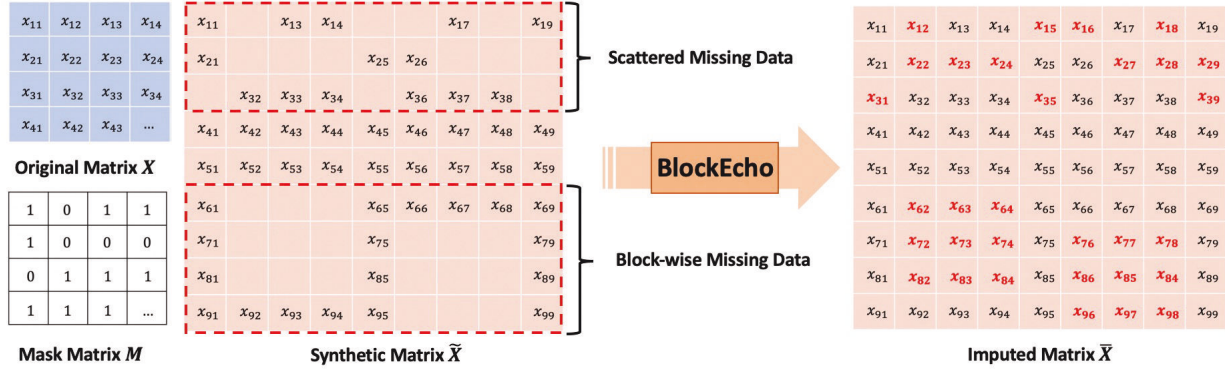 x₁₁ x₁₂ x₁₃ x₁₄
x₂₁ x₂₂ x₂₃ x₂₄
x₃₁ x₃₂ x₃₃ x₃₄
x₄₁ x₄₂ x₄₃ ...
Original Matrix X
1 0 1 1
1 0 0 0
0 1 1 1
1 1 1 ...
Mask Matrix M
x₁₁ x₁₃ x₁₄ x₁₇ x₁₉
x₂₁ x₂₅ x₂₆
x₃₂ x₃₃ x₃₄ x₃₆ x₃₇ x₃₈
x₄₁ x₄₂ x₄₃ x₄₄ x₄₅ x₄₆ x₄₇ x₄₈ x₄₉
x₅₁ x₅₂ x₅₃ x₅₄ x₅₅ x₅₆ x₅₇ x₅₈ x₅₉
x₆₁ x₆₅ x₆₆ x₆₇ x₆₈ x₆₉
x₇₁ x₇₅ x₇₉
x₈₁ x₈₅ x₈₉
x₉₁ x₉₂ x₉₃ x₉₄ x₉₅ x₉₉
Synthetic Matrix X̃
Scattered Missing Data
BlockEcho
Block-wise Missing Data
x₁₁ x₁₂ x₁₃ x₁₄ x₁₅ x₁₆ x₁₇ x₁₈ x₁₉
x₂₁ x₂₂ x₂₃ x₂₄ x₂₅ x₂₆ x₂₇ x₂₈ x₂₉
x₃₁ x₃₂ x₃₃ x₃₄ x₃₅ x₃₆ x₃₇ x₃₈ x₃₉
x₄₁ x₄₂ x₄₃ x₄₄ x₄₅ x₄₆ x₄₇ x₄₈ x₄₉
x₅₁ x₅₂ x₅₃ x₅₄ x₅₅ x₅₆ x₅₇ x₅₈ x₅₉
x₆₁ x₆₂ x₆₃ x₆₄ x₆₅ x₆₆ x₆₇ x₆₈ x₆₉
x₇₁ x₇₂ x₇₃ x₇₄ x₇₅ x₇₆ x₇₇ x₇₈ x₇₉
x₈₁ x₈₂ x₈₃ x₈₄ x₈₅ x₈₆ x₈₅ x₈₄ x₈₉
x₉₁ x₉₂ x₉₃ x₉₄ x₉₅ x₉₆ x₉₇ x₉₈ x₉₉
Imputed Matrix X̄